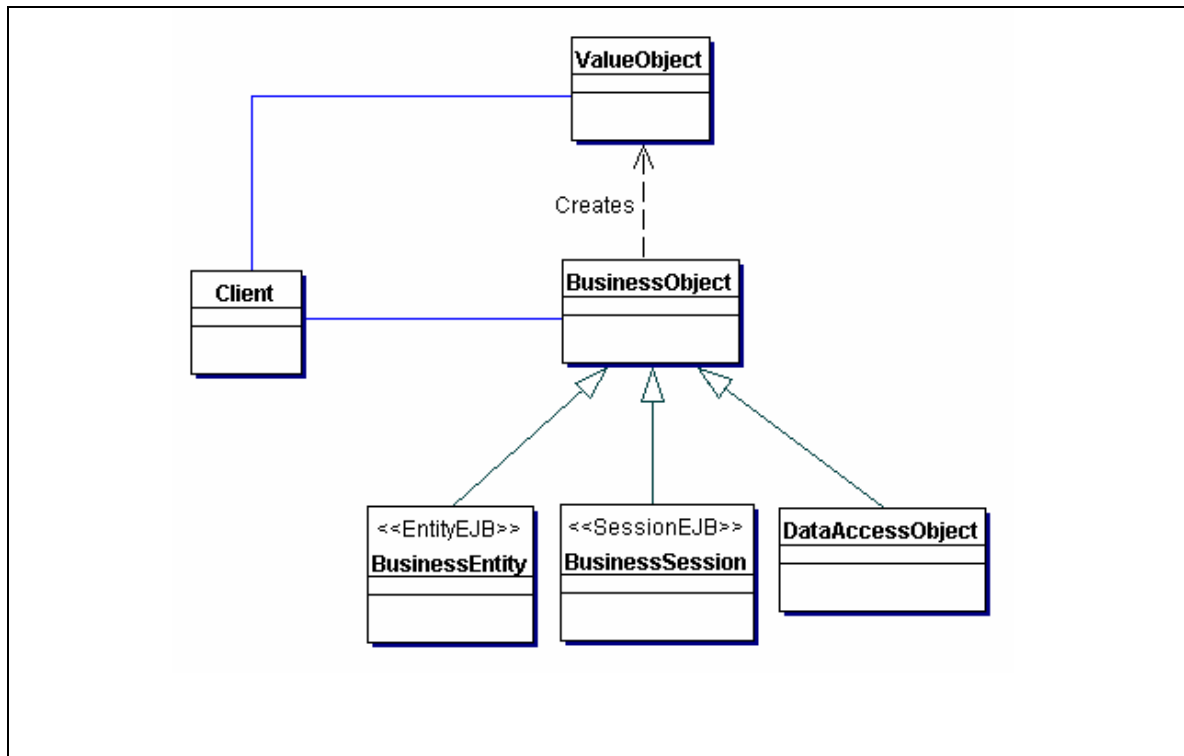 ValueObject
Creates
Client
BusinessObject
<<EntityEJB>>
BusinessEntity
<<SessionEJB>>
BusinessSession
DataAccessObject